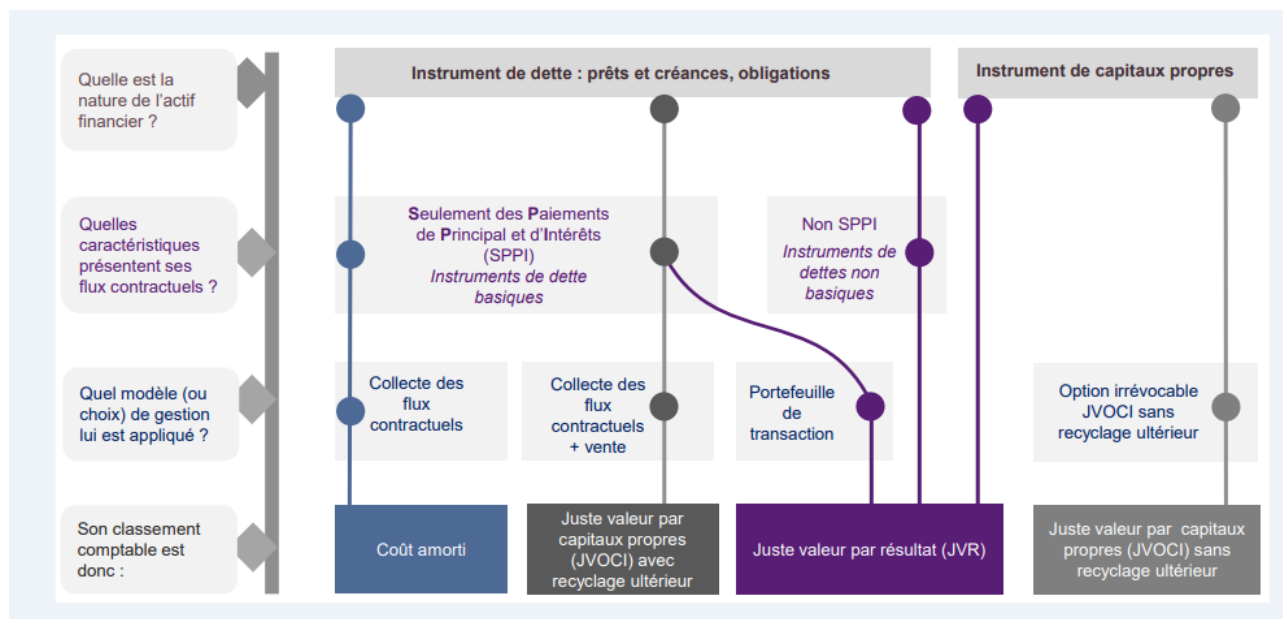 Quelle est la
nature de l'actif
financier ?
Instrument de dette : prêts et créances, obligations
Instrument de capitaux propres
Quelles
caractéristiques
présentent ses
flux contractuels ?
Seulement des Paiements
de Principal et d'Intérêts
(SPPI)
Instruments de dette
basiques
Non SPPI
Instruments de
dettes non
basiques
Quel modèle (ou
choix) de gestion
lui est appliqué ?
Collecte des
flux
contractuels
Collecte des
flux
contractuels
+ vente
Portefeuille
de
transaction
Option irrévocable
JVOCI sans
recyclage ultérieur
Son classement
comptable est
donc :
Coût amorti
Juste valeur par
capitaux propres
(JVOCI) avec
recyclage ultérieur
Juste valeur par résultat (JVR)
Juste valeur par capitaux
propres (JVOCI) sans
recyclage ultérieur